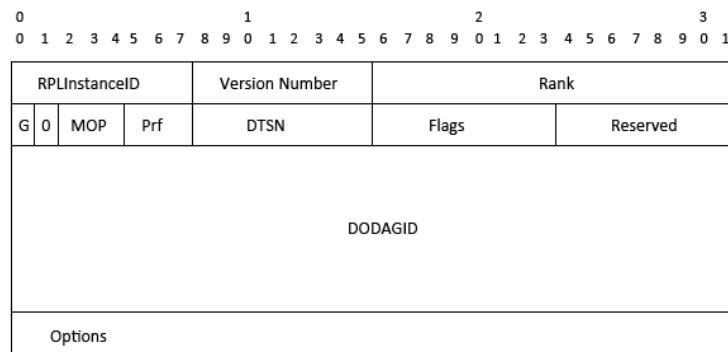 0 1 2 3
0 1 2 3 4 5 6 7 8 9 0 1 2 3 4 5 6 7 8 9 0 1 2 3 4 5 6 7 8 9 0 1
RPLInstanceID Version Number Rank
G 0 MOP Prf DTSN Flags Reserved
DODAGID
Options